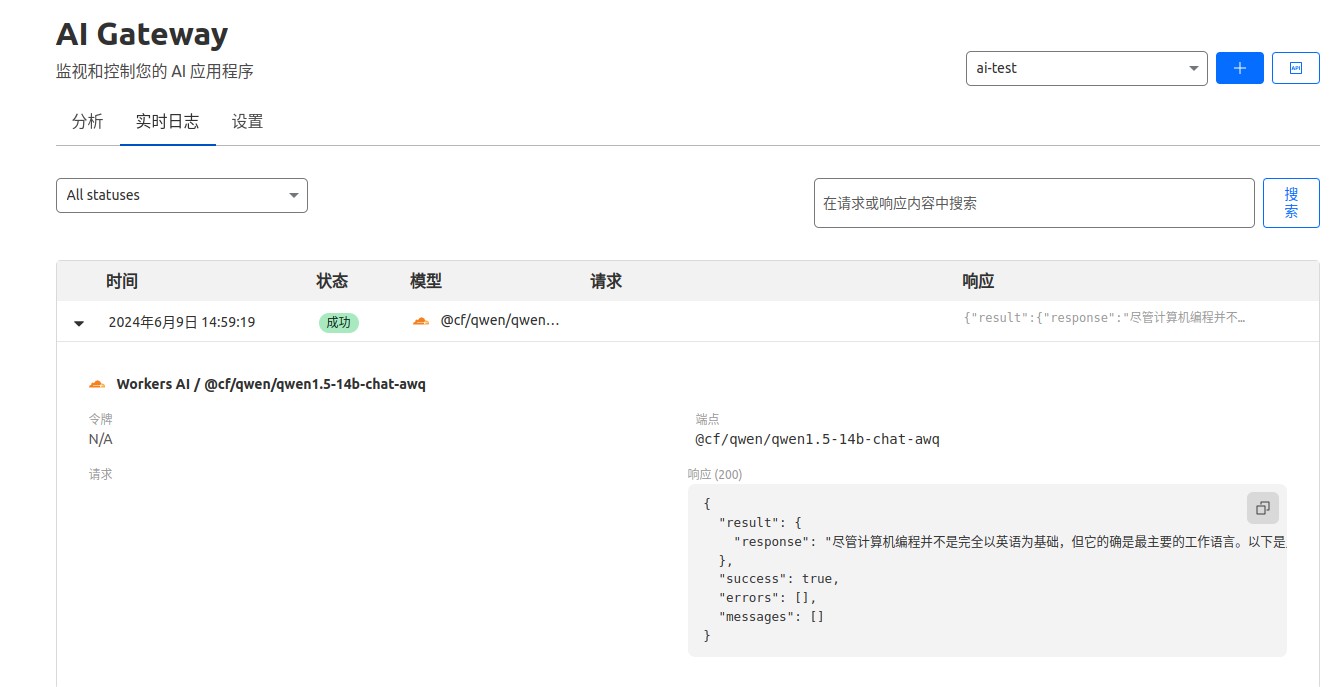 AI Gateway
监视和控制您的 AI 应用程序
ai-test
API
分析 实时日志 设置
All statuses
在请求或响应内容中搜索
搜
索
时间 状态 模型 请求 响应
2024年6月9日 14:59:19 成功 @cf/qwen/qwen… {"result":{"response":"尽管计算机编程并不…
Workers AI / @cf/qwen/qwen1.5-14b-chat-awq
令牌
N/A
端点
@cf/qwen/qwen1.5-14b-chat-awq
请求
响应 (200)
{
"result": {
"response": "尽管计算机编程并不是完全以英语为基础，但它的确是最主要的工作语言。以下是
},
"success": true,
"errors": [],
"messages": []
}